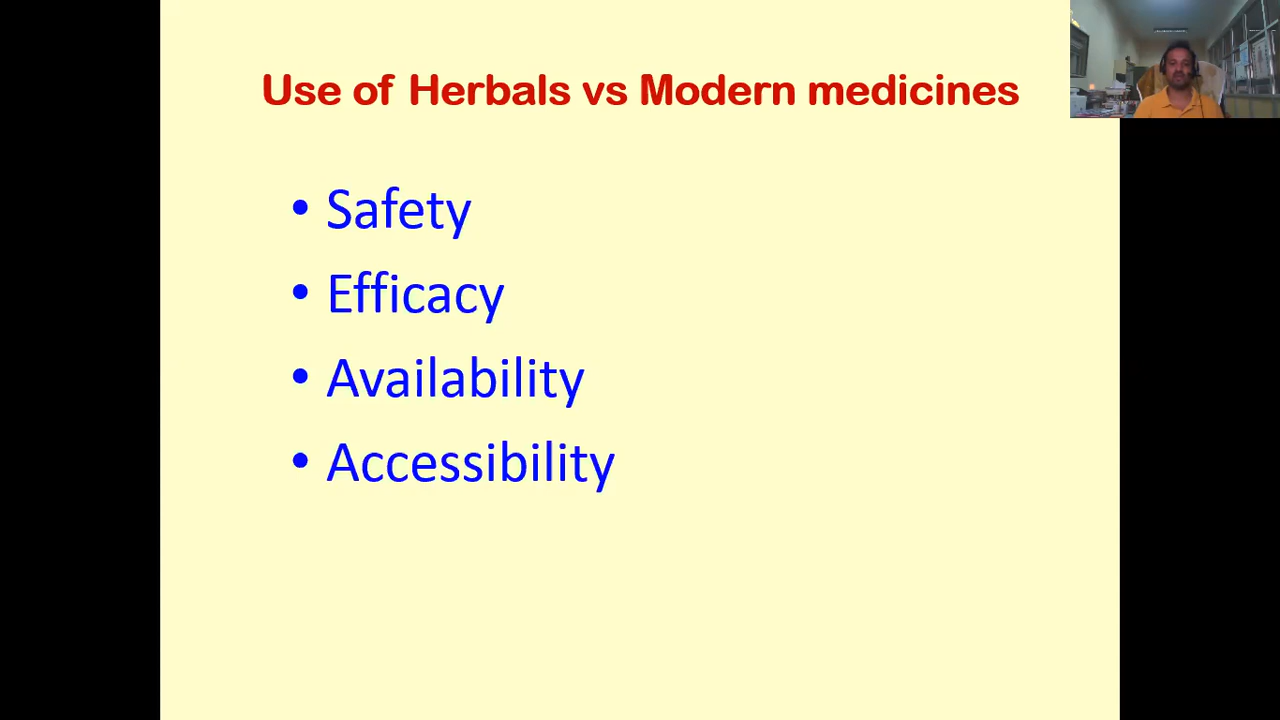 Use of Herbals vs Modern medicines
• Safety
• Efficacy
• Availability
• Accessibility